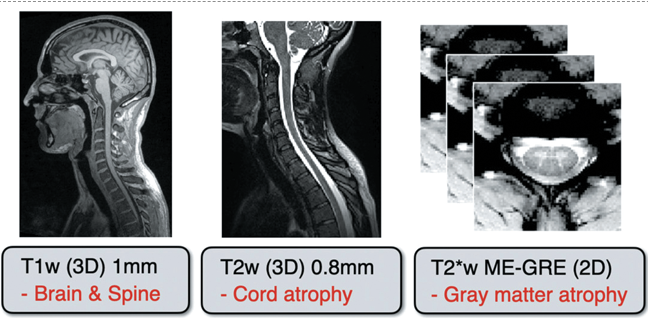 T1w (3D) 1mm
- Brain & Spine
T2w (3D) 0.8mm
- Cord atrophy
T2*w ME-GRE (2D)
- Gray matter atrophy